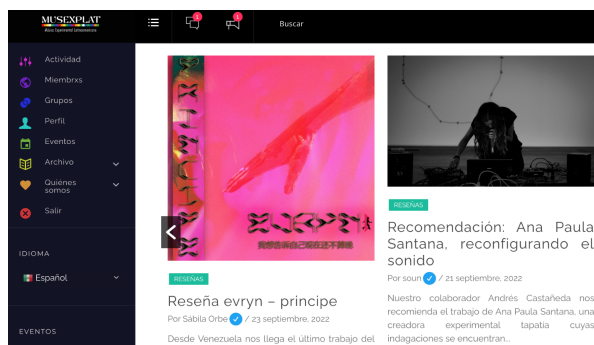 MUSEXPLAT
Música Experimental Latinoamericana
1
1
Buscar
Actividad
Miembrxs
Grupos
Perfil
Eventos
Archivo
Quiénes
somos
Salir
IDIOMA
Español
EVENTOS
RESEÑAS
Reseña evryn – principe
Por Sábila Orbe / 23 septiembre, 2022
Desde Venezuela nos llega el último trabajo del
RESEÑAS
Recomendación: Ana Paula
Santana, reconfigurando el
sonido
Por soun / 21 septiembre, 2022
Nuestro colaborador Andrés Castañeda nos
recomienda el trabajo de Ana Paula Santana, una
creadora experimental tapatía cuyas
indagaciones se encuentran...